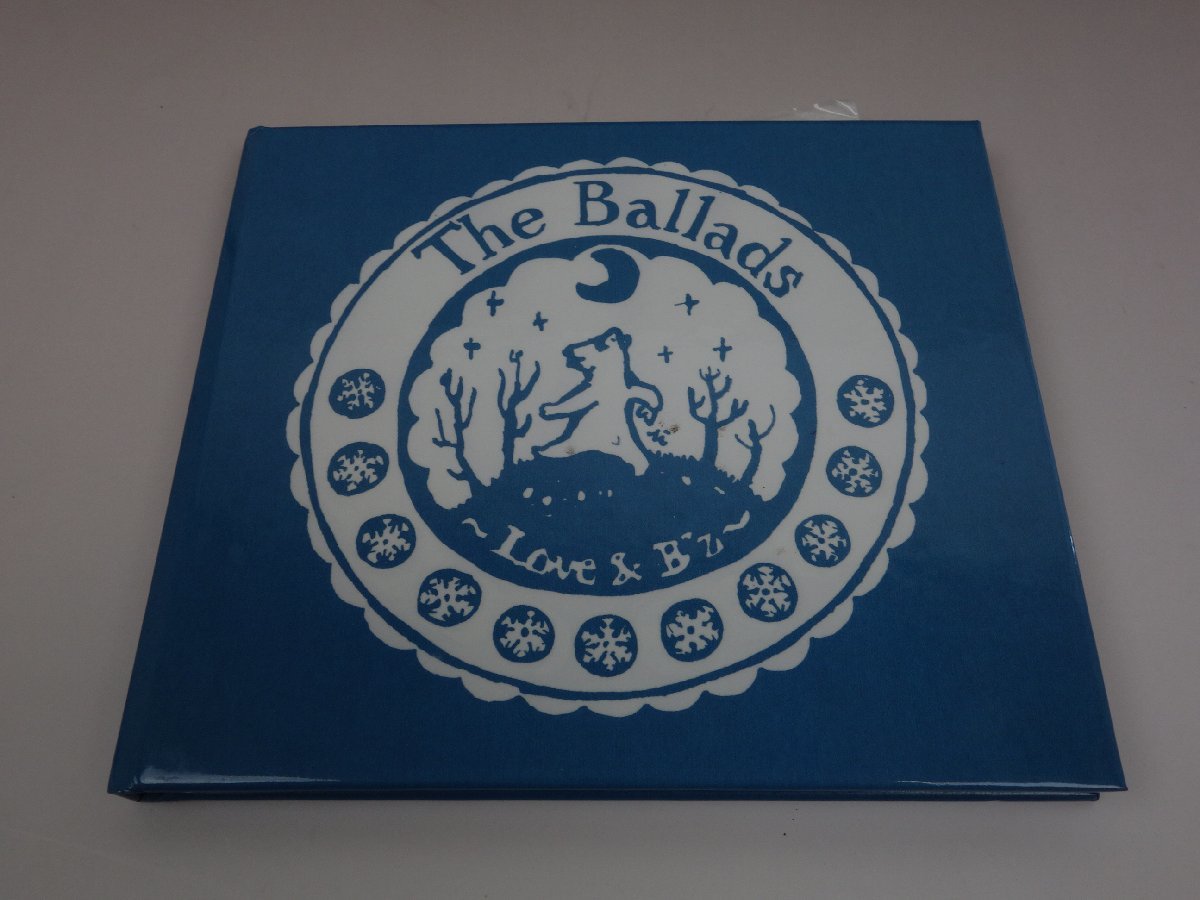 The Ballads
~Love & B'z~